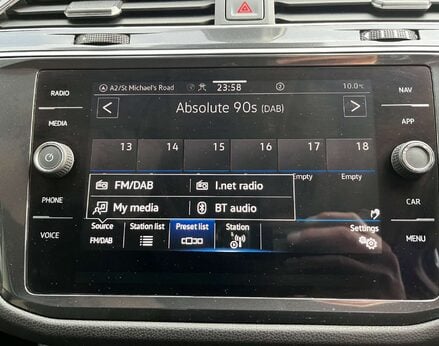 RADIO
MEDIA
PHONE
VOICE
A2/St Michael's Road
23:58
2
10.0°C
Absolute 90s (DAB)
13 14 15 16 17 18
Empty Empty
FM/DAB I.net radio
My media BT audio
Source Station list Preset list Station Settings
FM/DAB
NAV
APP
CAR
MENU